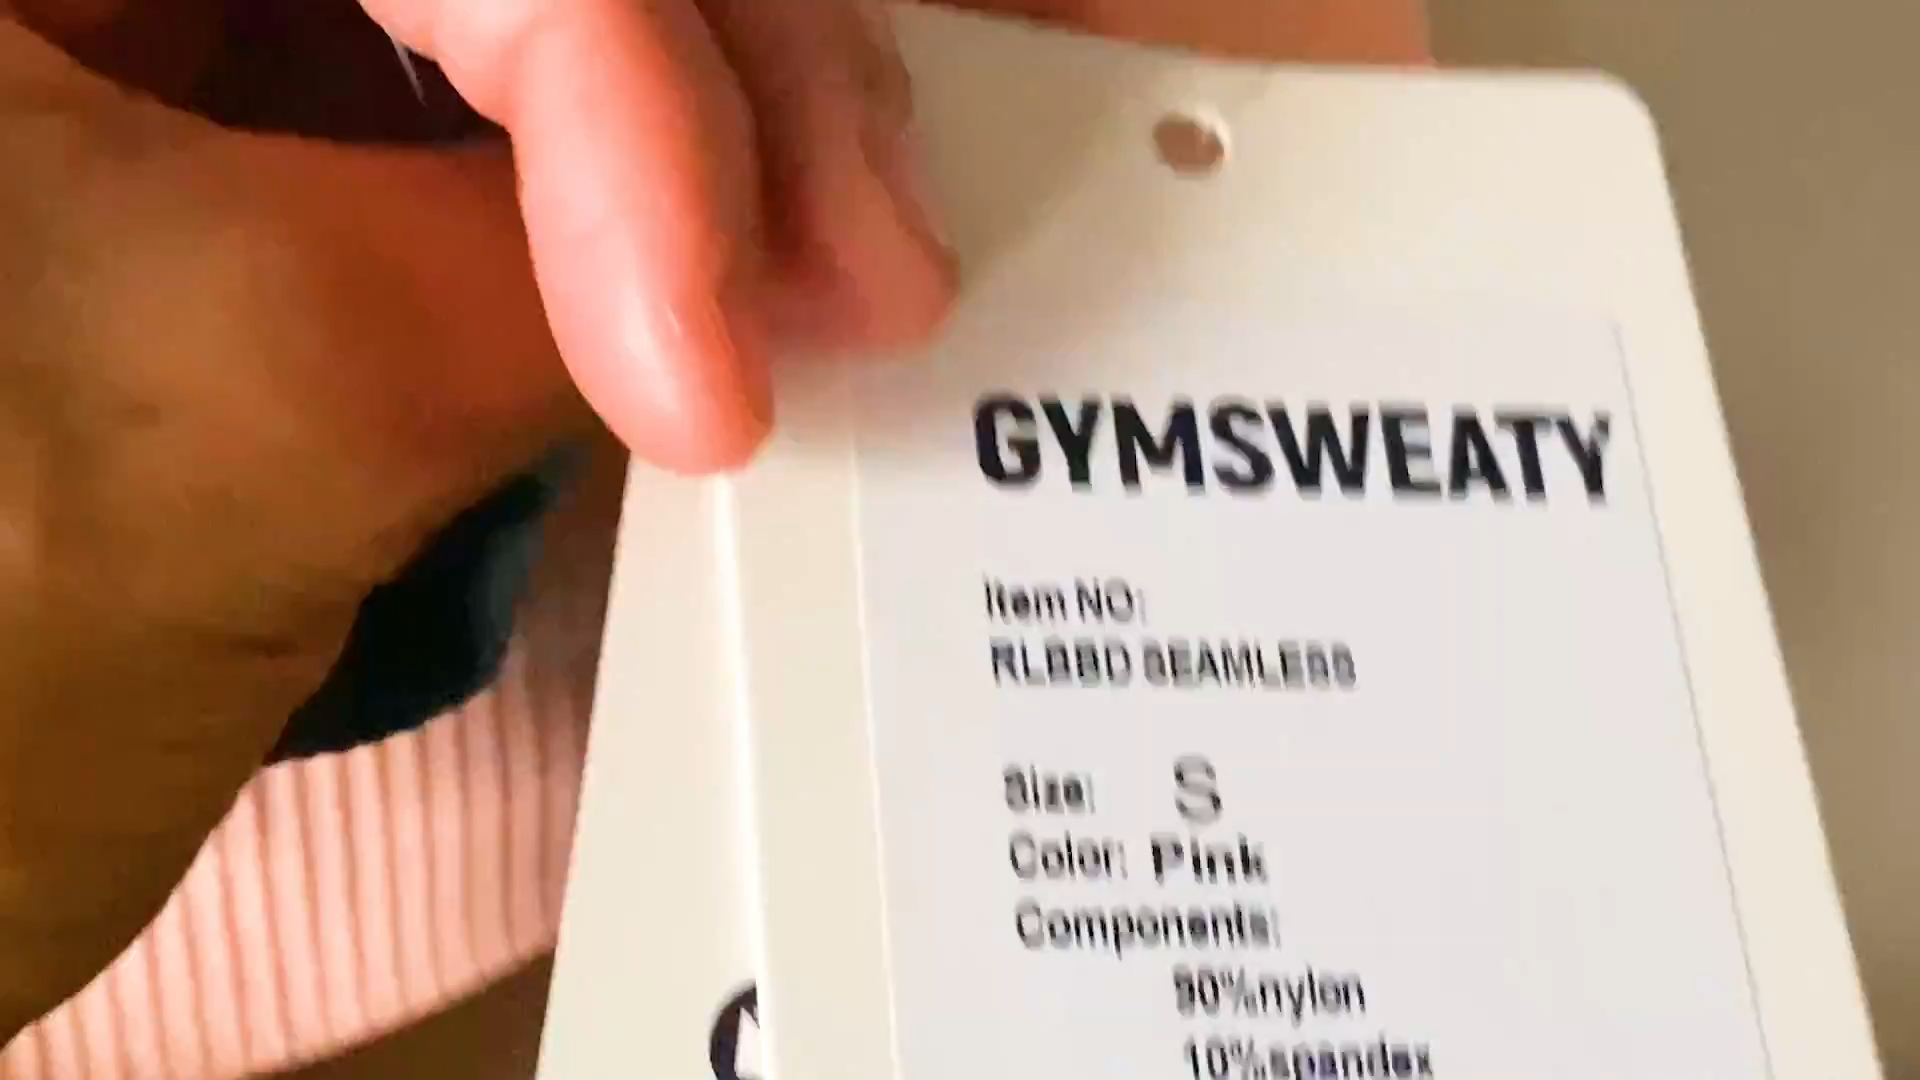 GYMSWEATY
Item NO:
RLBBD SEAMLESS
Size: S
Color: Pink
Components:
90%nylon
10%spandex